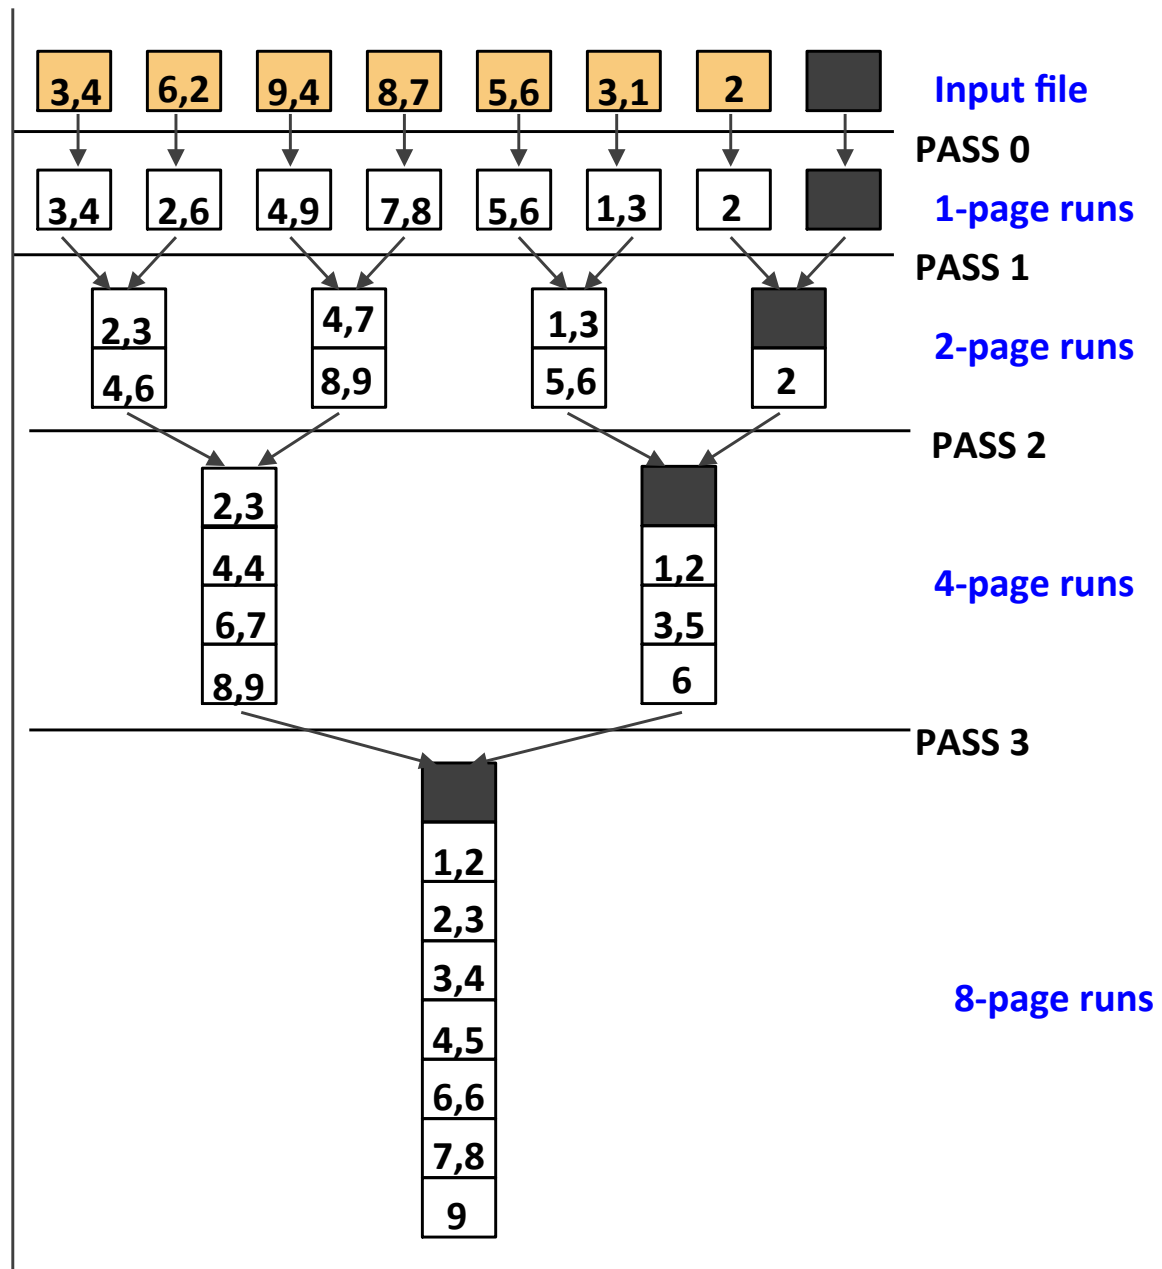 3,4 6,2 9,4 8,7 5,6 3,1 2 Input file
PASS 0
3,4 2,6 4,9 7,8 5,6 1,3 2 1-page runs
PASS 1
2,3 4,7 1,3
2-page runs
4,6 8,9 5,6 2
PASS 2
2,3
4,4 1,2
4-page runs
6,7 3,5
8,9 6
PASS 3
1,2
2,3
3,4
8-page runs
4,5
6,6
7,8
9